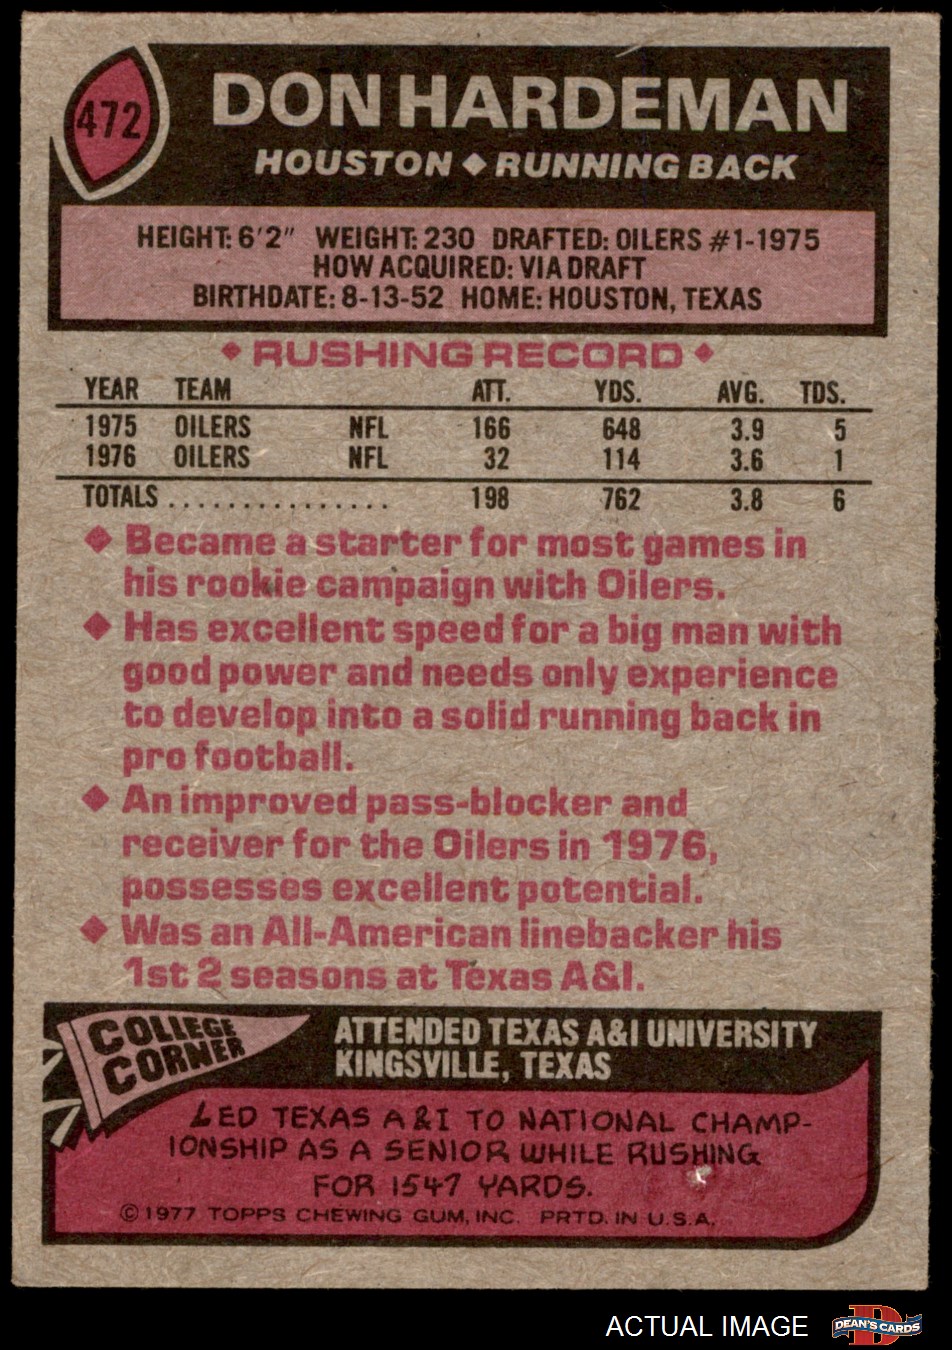 472
DON HARDEMAN
HOUSTON ◆ RUNNING BACK
HEIGHT: 6'2" WEIGHT: 230 DRAFTED: OILERS #1-1975
HOW ACQUIRED: VIA DRAFT
BIRTHDATE: 8-13-52 HOME: HOUSTON, TEXAS
◆ RUSHING RECORD ◆
YEAR TEAM ATT. YDS. AVG. TDS.
1975 OILERS NFL 166 648 3.9 5
1976 OILERS NFL 32 114 3.6 1
TOTALS ............... 198 762 3.8 6
◆ Became a starter for most games in
his rookie campaign with Oilers.
◆ Has excellent speed for a big man with
good power and needs only experience
to develop into a solid running back in
pro football.
◆ An improved pass-blocker and
receiver for the Oilers in 1976,
possesses excellent potential.
◆ Was an All-American linebacker his
1st 2 seasons at Texas A&I.
COLLEGE
CORNER
ATTENDED TEXAS A&I UNIVERSITY
KINGSVILLE, TEXAS
LED TEXAS A & I TO NATIONAL CHAMP-
IONSHIP AS A SENIOR WHILE RUSHING
FOR 1547 YARDS.
© 1977 TOPPS CHEWING GUM, INC. PRTD. IN U.S.A.
ACTUAL IMAGE
D
DEAN'S CARDS